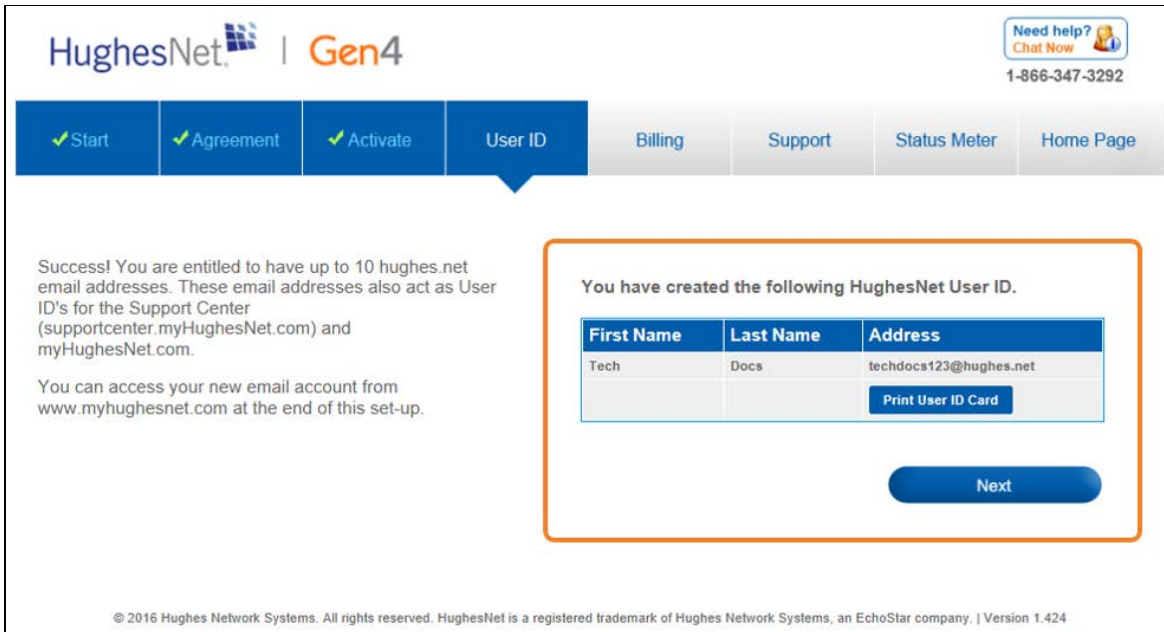 HughesNet. | Gen4
Need help?
Chat Now
1-866-347-3292
Start
Agreement
Activate
User ID
Billing
Support
Status Meter
Home Page
Success! You are entitled to have up to 10 hughes.net
email addresses. These email addresses also act as User
ID's for the Support Center
(supportcenter.myHughesNet.com) and
myHughesNet.com.
You can access your new email account from
www.myhughesnet.com at the end of this set-up.
You have created the following HughesNet User ID.
First Name Last Name Address
Tech Docs techdocs123@hughes.net
Print User ID Card
Next
© 2016 Hughes Network Systems. All rights reserved. HughesNet is a registered trademark of Hughes Network Systems, an EchoStar company. | Version 1.424